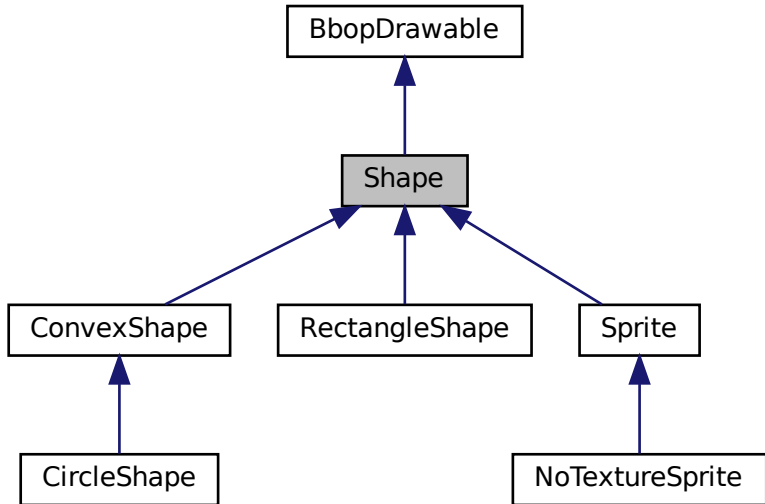 BbopDrawable
Shape
ConvexShape
RectangleShape
Sprite
CircleShape
NoTextureSprite